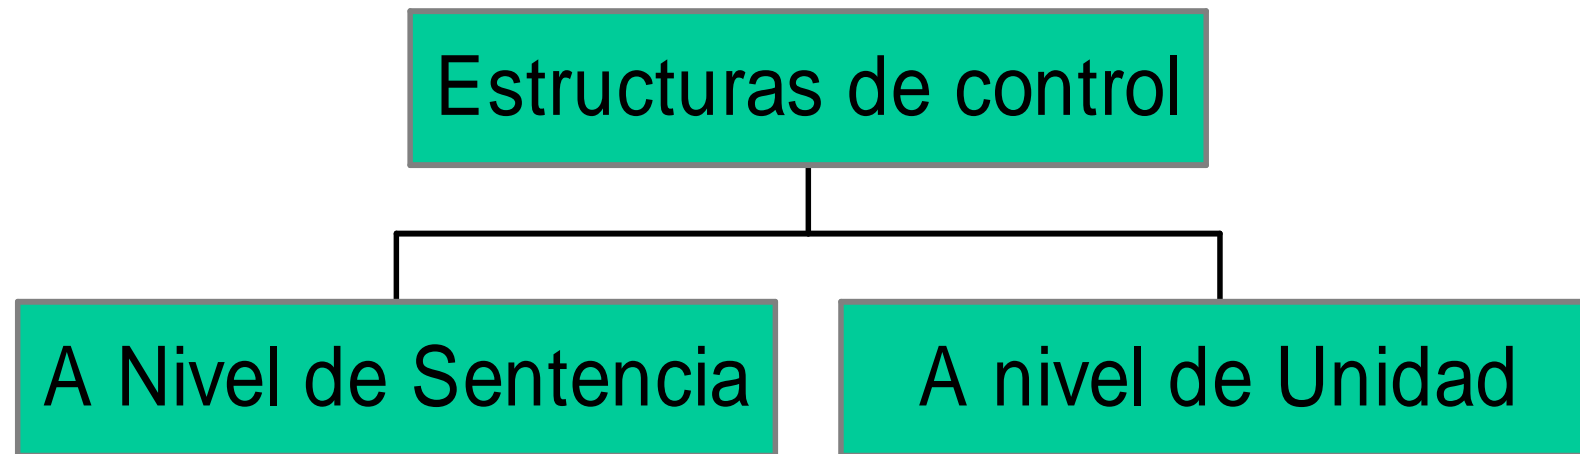 Estructuras de control
A Nivel de Sentencia
A nivel de Unidad